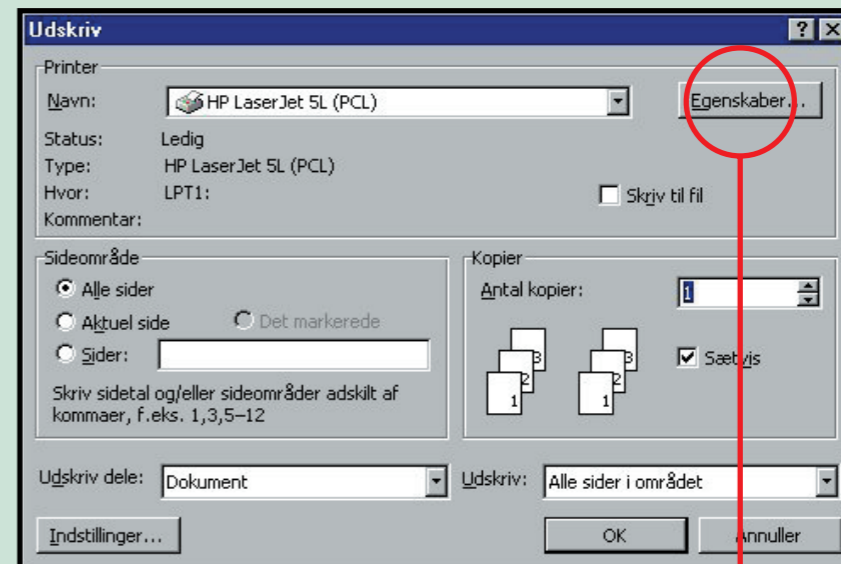 Udskriv
Printer
Navn: HP LaserJet 5L (PCL) Egenskaber...
Status: Ledig
Type: HP LaserJet 5L (PCL)
Hvor: LPT1: Skriv til fil
Kommentar:
Sideområde
Alle sider
Aktuel side Det markerede
Sider:
Skriv sidetal og/eller sideområder adskilt af
kommaer, f.eks. 1,3,5–12
Kopier
Antal kopier: 1
3 3
2 2
1 1
Sætvis
Udskriv dele: Dokument Udskriv: Alle sider i området
Indstillinger... OK Annuller